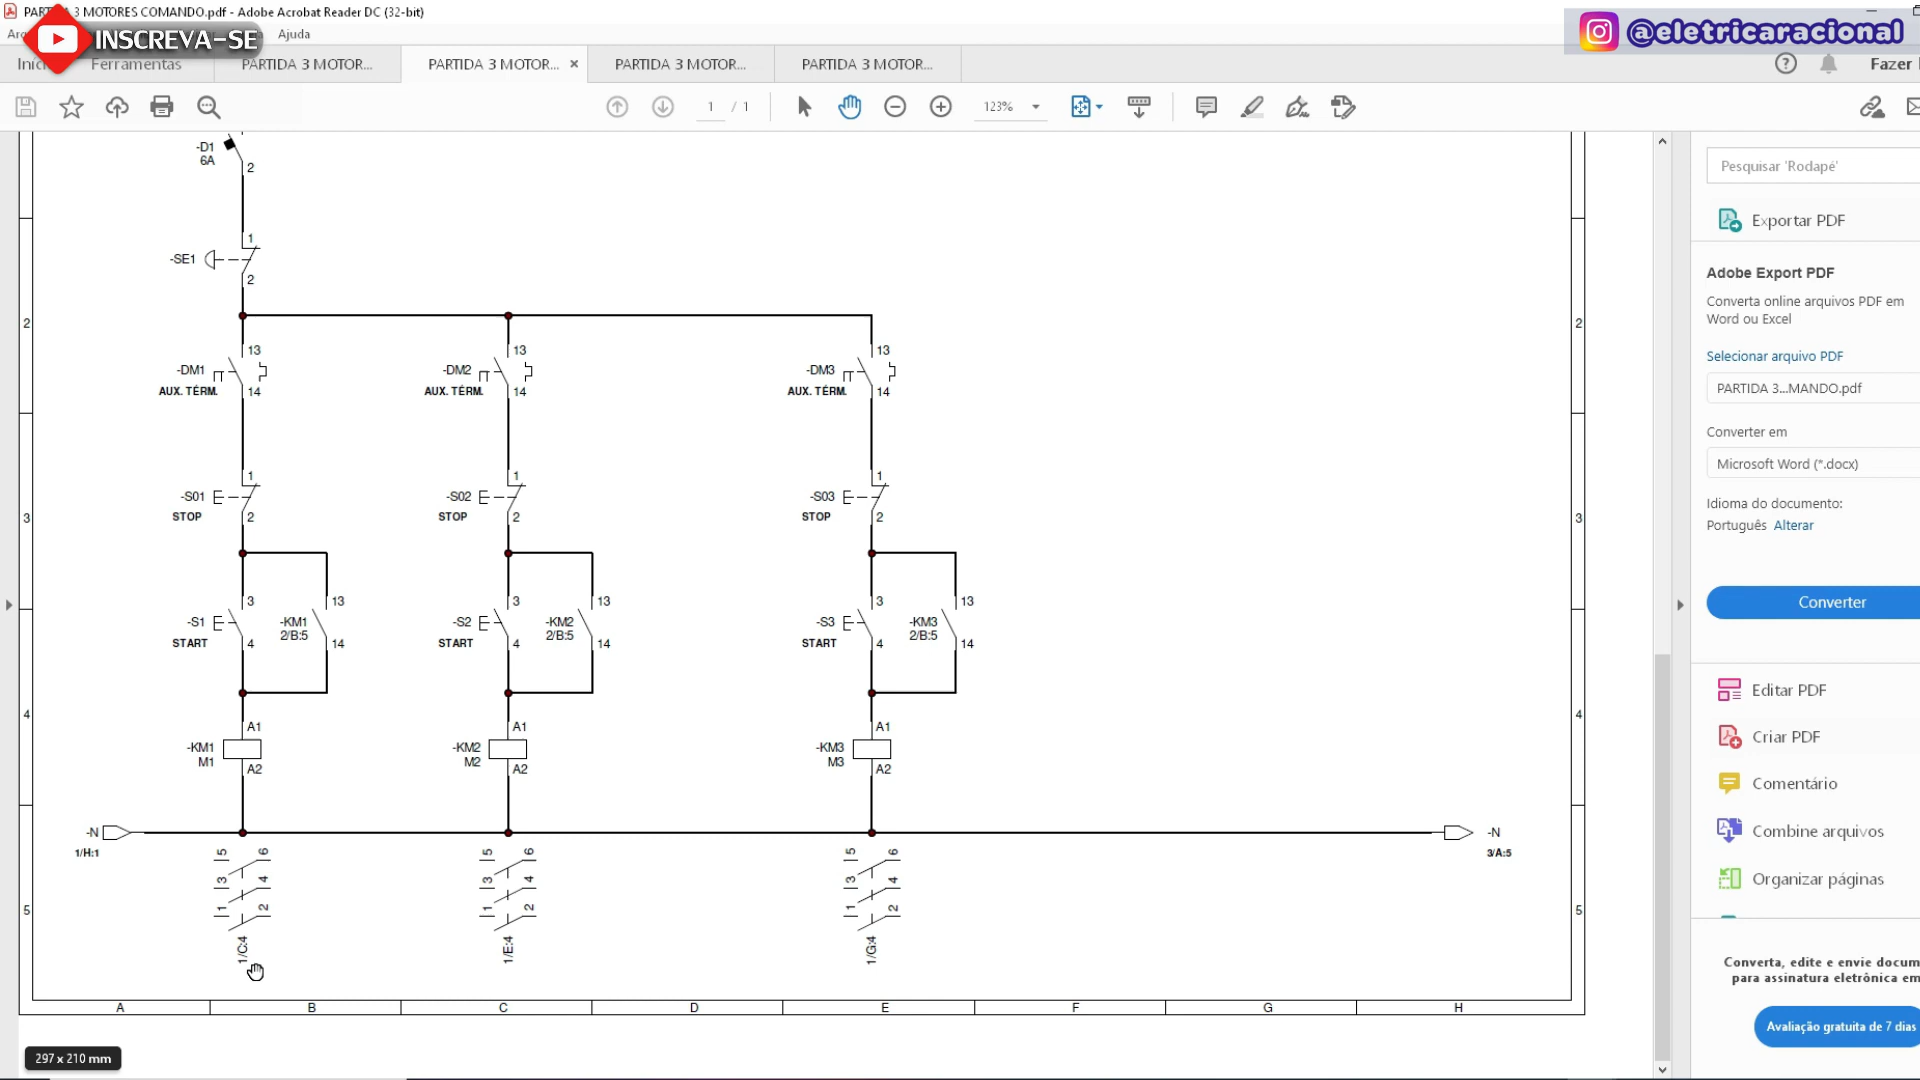 PARTIDA 3 MOTORES COMANDO.pdf - Adobe Acrobat Reader DC (32-bit)
INSCREVA-SE
Ajuda
@eletricaracional
Ferramentas
PARTIDA 3 MOTOR...
PARTIDA 3 MOTOR... ×
PARTIDA 3 MOTOR...
PARTIDA 3 MOTOR...
Fazer
1 / 1
123%
-D1
6A
2
1
-SE1
2
13
13
13
-DM1
-DM2
-DM3
AUX. TÉRM.
14
AUX. TÉRM.
14
AUX. TÉRM.
14
1
1
1
-S01
-S02
-S03
STOP
2
STOP
2
STOP
2
3
13
3
13
3
13
-S1
-KM1
2/B:5
-S2
-KM2
2/B:5
-S3
-KM3
2/B:5
START
4
14
START
4
14
START
4
14
A1
A1
A1
-KM1
M1
-KM2
M2
-KM3
M3
A2
A2
A2
-N
1/H:1
-N
3/A:5
5 6
3 4
1 2
1/C:4
5 6
3 4
1 2
1/E:4
5 6
3 4
1 2
1/G:4
2
3
4
5
2
3
4
5
A B C D E F G H
297 x 210 mm
Pesquisar 'Rodapé'
Exportar PDF
Adobe Export PDF
Converta online arquivos PDF em
Word ou Excel
Selecionar arquivo PDF
PARTIDA 3...MANDO.pdf
Converter em
Microsoft Word (*.docx)
Idioma do documento:
Português Alterar
Converter
Editar PDF
Criar PDF
Comentário
Combine arquivos
Organizar páginas
Converta, edite e envie docum
para assinatura eletrônica em
Avaliação gratuita de 7 dias